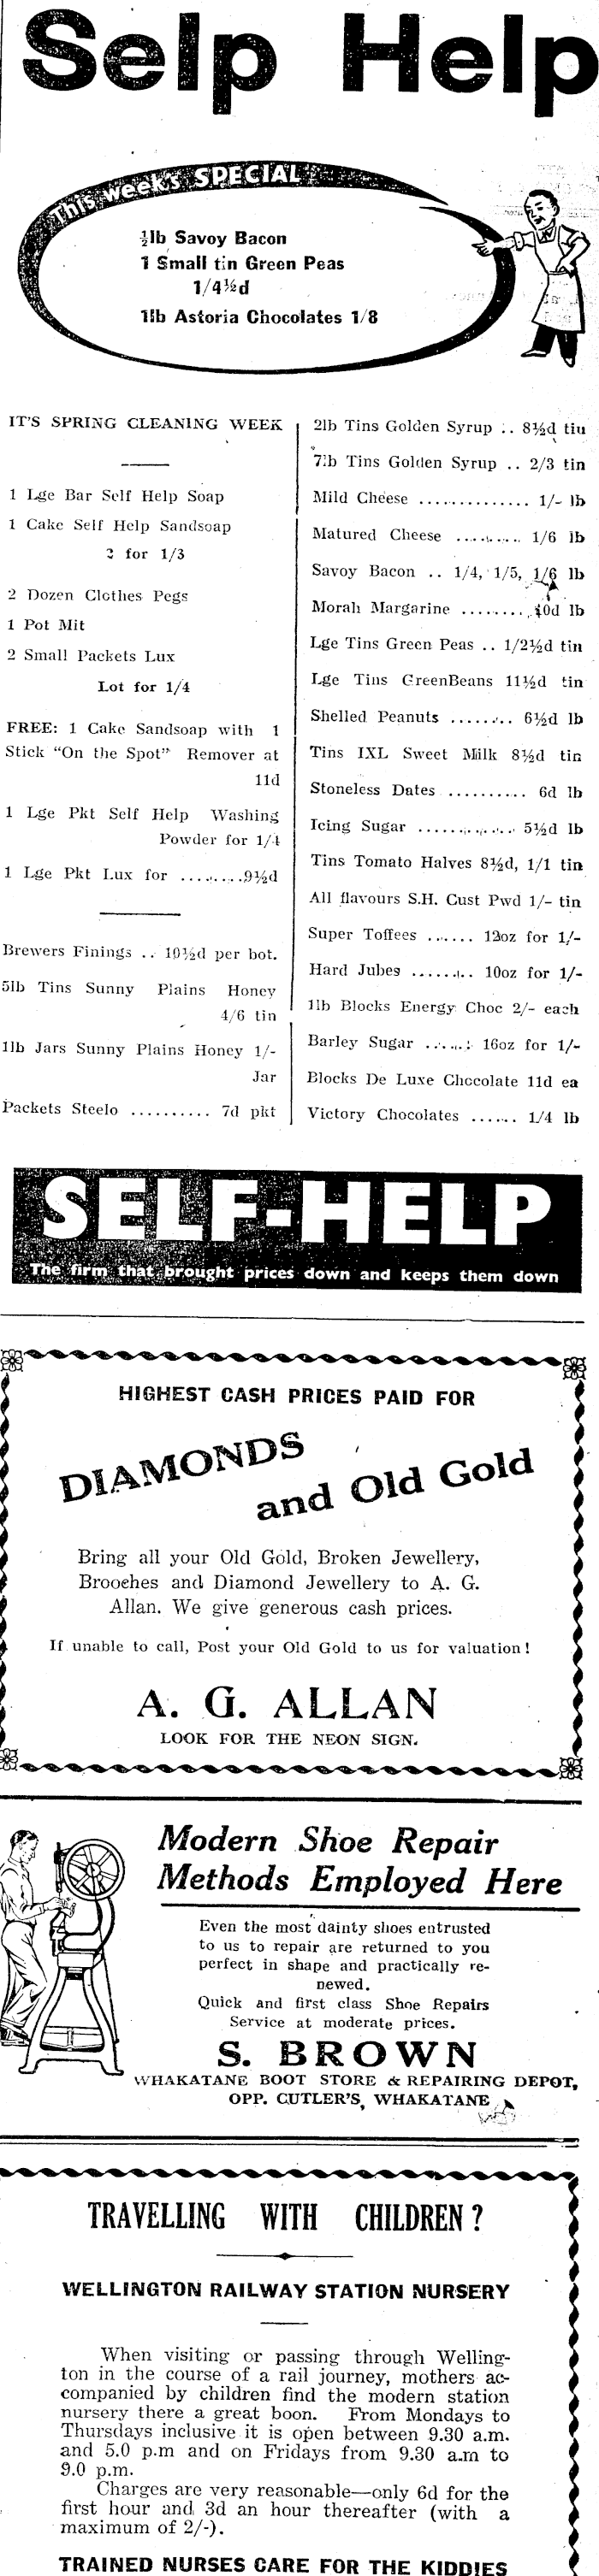 Selp Help
This week's SPECIAL
½lb Savoy Bacon
1 Small tin Green Peas
1/4½d
1lb Astoria Chocolates 1/8
IT'S SPRING CLEANING WEEK
1 Lge Bar Self Help Soap
1 Cake Self Help Sandsoap
2 for 1/3
2 Dozen Clothes Pegs
1 Pot Mit
2 Small Packets Lux
Lot for 1/4
FREE: 1 Cake Sandsoap with 1
Stick "On the Spot" Remover at
11d
1 Lge Pkt Self Help Washing
Powder for 1/4
1 Lge Pkt Lux for ........9½d
Brewers Finings .. 10½d per bot.
5lb Tins Sunny Plains Honey
4/6 tin
1lb Jars Sunny Plains Honey 1/-
Jar
Packets Steelo .......... 7d pkt
2lb Tins Golden Syrup .. 8½d tin
7lb Tins Golden Syrup .. 2/3 tin
Mild Cheese .............. 1/- lb
Matured Cheese ......... 1/6 lb
Savoy Bacon .. 1/4, 1/5, 1/6 lb
Morah Margarine ......... 10d lb
Lge Tins Green Peas .. 1/2½d tin
Lge Tins GreenBeans 11½d tin
Shelled Peanuts ........ 6½d lb
Tins IXL Sweet Milk 8½d tin
Stoneless Dates .......... 6d lb
Icing Sugar ............. 5½d lb
Tins Tomato Halves 8½d, 1/1 tin
All flavours S.H. Cust Pwd 1/- tin
Super Toffees ....... 12oz for 1/-
Hard Jubes ........ 10oz for 1/-
1lb Blocks Energy Choc 2/- each
Barley Sugar ....... 16oz for 1/-
Blocks De Luxe Chocolate 11d ea
Victory Chocolates ....... 1/4 lb
SELF-HELP
The firm that brought prices down and keeps them down
HIGHEST CASH PRICES PAID FOR
DIAMONDS
and Old Gold
Bring all your Old Gold, Broken Jewellery,
Brooches and Diamond Jewellery to A. G.
Allan. We give generous cash prices.
If unable to call, Post your Old Gold to us for valuation!
A. G. ALLAN
LOOK FOR THE NEON SIGN.
Modern Shoe Repair
Methods Employed Here
Even the most dainty shoes entrusted
to us to repair are returned to you
perfect in shape and practically re-
newed.
Quick and first class Shoe Repairs
Service at moderate prices.
S. BROWN
WHAKATANE BOOT STORE & REPAIRING DEPOT,
OPP. CUTLER'S, WHAKATANE
TRAVELLING WITH CHILDREN?
WELLINGTON RAILWAY STATION NURSERY
When visiting or passing through Welling-
ton in the course of a rail journey, mothers ac-
companied by children find the modern station
nursery there a great boon. From Mondays to
Thursdays inclusive it is open between 9.30 a.m.
and 5.0 p.m and on Fridays from 9.30 a.m to
9.0 p.m.
Charges are very reasonable—only 6d for the
first hour and 3d an hour thereafter (with a
maximum of 2/-).
TRAINED NURSES CARE FOR THE KIDDIES